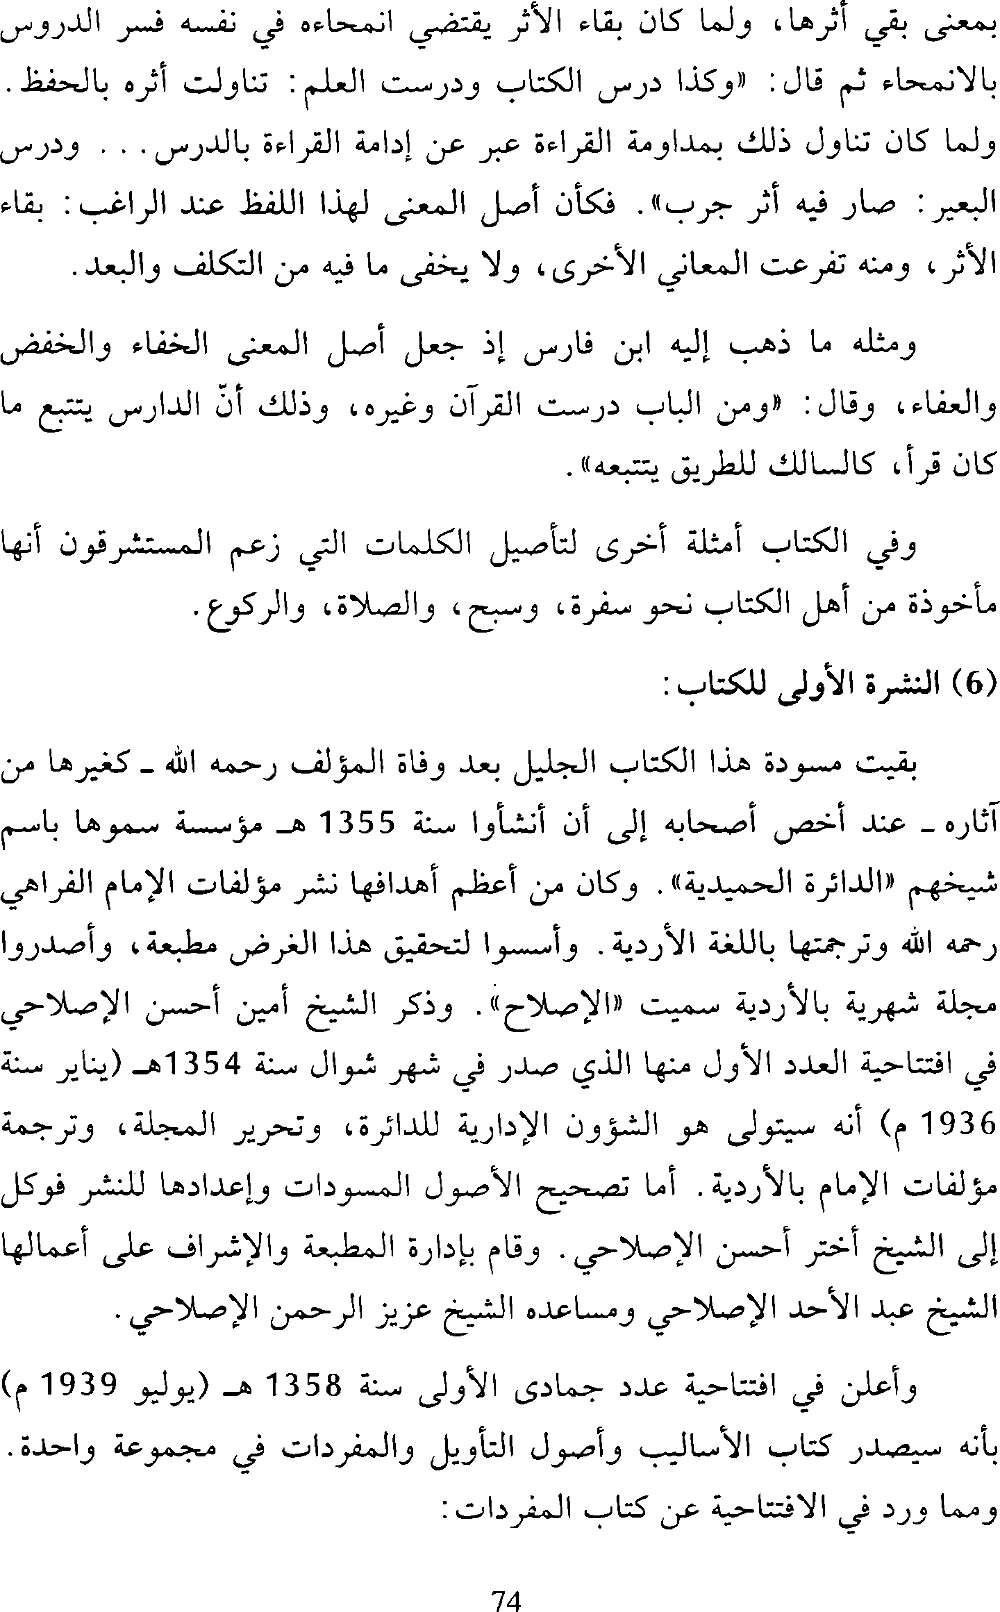 بمعنى بقي أثرها، ولما كان بقاء الأثر يقتضي انمحاءه في نفسه فسر الدروس
بالانمحاء ثم قال: «وكذا درس الكتاب ودرست العلم: تناولت أثره بالحفظ.
ولما كان تناول ذلك بمداومة القراءة عبر عن إدامة القراءة بالدرس... ودرس
البعير: صار فيه أثر جرب». فكأن أصل المعنى لهذا اللفظ عند الراغب: بقاء
الأثر، ومنه تفرعت المعاني الأخرى، ولا يخفى ما فيه من التكلف والبعد.
ومثله ما ذهب إليه ابن فارس إذ جعل أصل المعنى الخفاء والخفض
والعفاء، وقال: «ومن الباب درست القرآن وغيره، وذلك أنّ الدارس يتتبع ما
كان قرأ، كالسالك للطريق يتتبعه».
وفي الكتاب أمثلة أخرى لتأصيل الكلمات التي زعم المستشرقون أنها
مأخوذة من أهل الكتاب نحو سفرة، وسبح، والصلاة، والركوع.
(6) النشرة الأولى للكتاب:
بقيت مسودة هذا الكتاب الجليل بعد وفاة المؤلف رحمه الله ـ كغيرها من
آثاره ـ عند أخص أصحابه إلى أن أنشأوا سنة 1355 هـ مؤسسة سموها باسم
شيخهم «الدائرة الحميدية». وكان من أعظم أهدافها نشر مؤلفات الإمام الفراهي
رحمه الله وترجمتها باللغة الأردية. وأسسوا لتحقيق هذا الغرض مطبعة، وأصدروا
مجلة شهرية بالأردية سميت «الإصلاح». وذكر الشيخ أمين أحسن الإصلاحي
في افتتاحية العدد الأول منها الذي صدر في شهر شوال سنة 1354هـ (يناير سنة
1936 م) أنه سيتولى هو الشؤون الإدارية للدائرة، وتحرير المجلة، وترجمة
مؤلفات الإمام بالأردية. أما تصحيح الأصول المسودات وإعدادها للنشر فوكل
إلى الشيخ أختر أحسن الإصلاحي. وقام بإدارة المطبعة والإشراف على أعمالها
الشيخ عبد الأحد الإصلاحي ومساعده الشيخ عزيز الرحمن الإصلاحي.
وأعلن في افتتاحية عدد جمادى الأولى سنة 1358 هـ (يوليو 1939 م)
بأنه سيصدر كتاب الأساليب وأصول التأويل والمفردات في مجموعة واحدة.
ومما ورد في الافتتاحية عن كتاب المفردات:
74